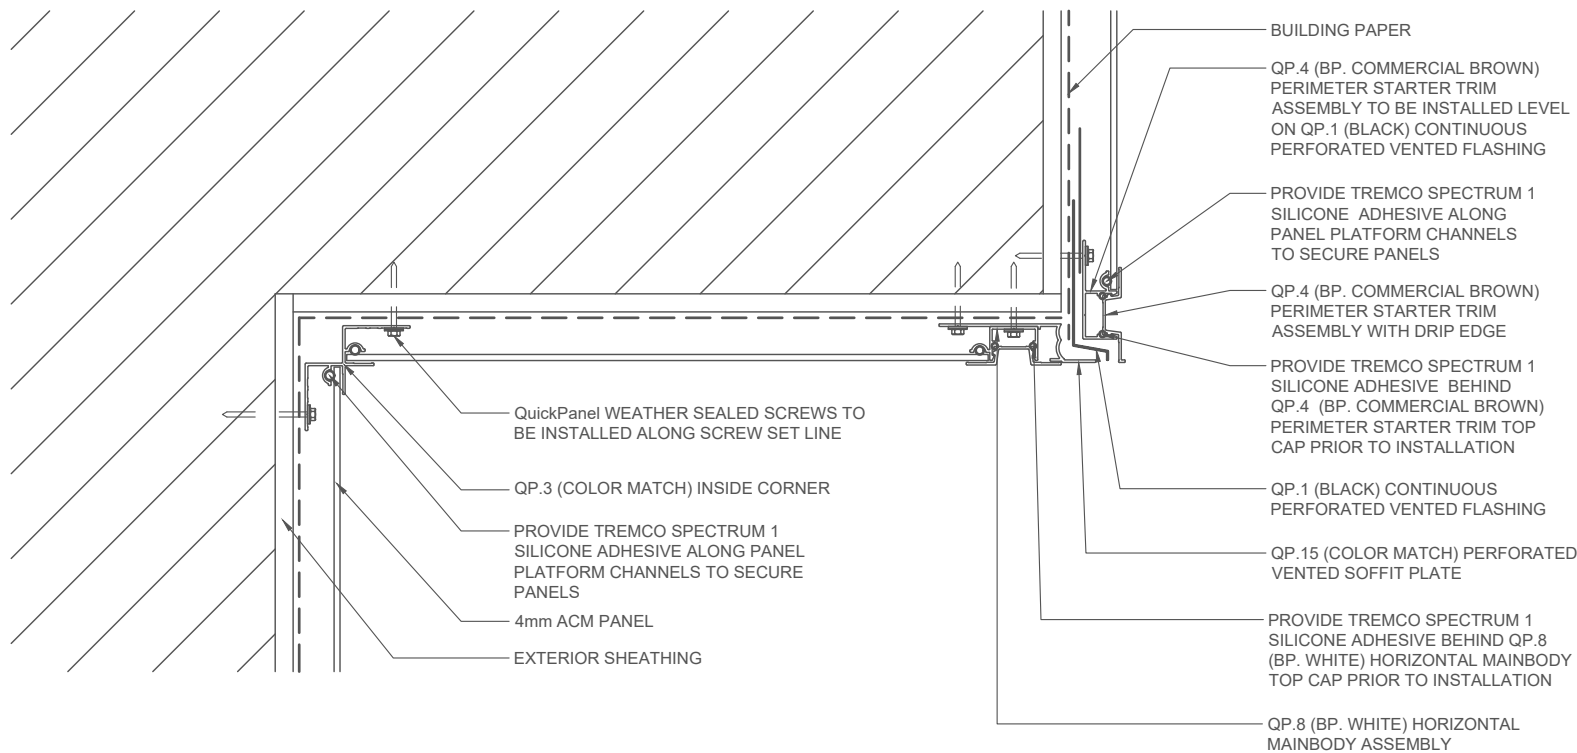 BUILDING PAPER
QP.4 (BP. COMMERCIAL BROWN)
PERIMETER STARTER TRIM
ASSEMBLY TO BE INSTALLED LEVEL
ON QP.1 (BLACK) CONTINUOUS
PERFORATED VENTED FLASHING
PROVIDE TREMCO SPECTRUM 1
SILICONE ADHESIVE ALONG
PANEL PLATFORM CHANNELS
TO SECURE PANELS
QP.4 (BP. COMMERCIAL BROWN)
PERIMETER STARTER TRIM
ASSEMBLY WITH DRIP EDGE
PROVIDE TREMCO SPECTRUM 1
SILICONE ADHESIVE BEHIND
QP.4 (BP. COMMERCIAL BROWN)
PERIMETER STARTER TRIM TOP
CAP PRIOR TO INSTALLATION
QP.1 (BLACK) CONTINUOUS
PERFORATED VENTED FLASHING
QP.15 (COLOR MATCH) PERFORATED
VENTED SOFFIT PLATE
PROVIDE TREMCO SPECTRUM 1
SILICONE ADHESIVE BEHIND QP.8
(BP. WHITE) HORIZONTAL MAINBODY
TOP CAP PRIOR TO INSTALLATION
QP.8 (BP. WHITE) HORIZONTAL
MAINBODY ASSEMBLY
QuickPanel WEATHER SEALED SCREWS TO
BE INSTALLED ALONG SCREW SET LINE
QP.3 (COLOR MATCH) INSIDE CORNER
PROVIDE TREMCO SPECTRUM 1
SILICONE ADHESIVE ALONG PANEL
PLATFORM CHANNELS TO SECURE
PANELS
4mm ACM PANEL
EXTERIOR SHEATHING